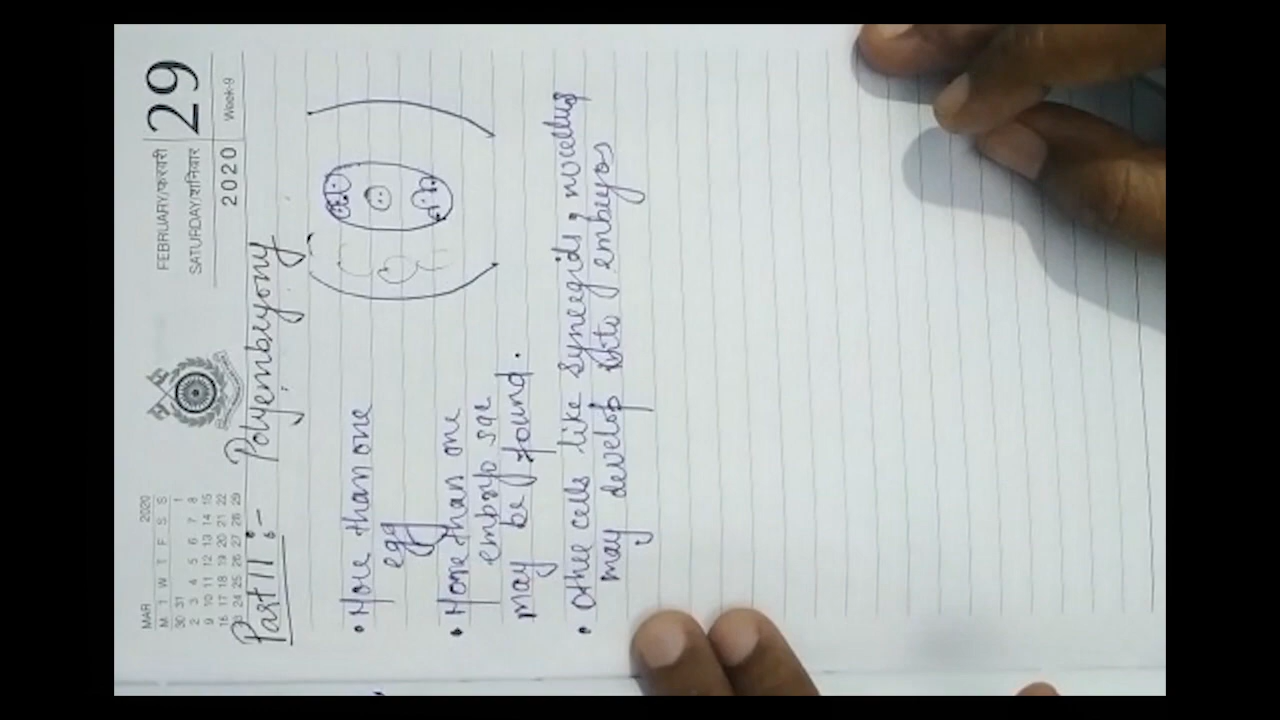 MAR 2020
M T W T F S S
30 31 1
2 3 4 5 6 7 8
9 10 11 12 13 14 15
16 17 18 19 20 21 22
23 24 25 26 27 28 29
FEBRUARY/फरवरी
SATURDAY/शनिवार
29
2020 Week-9
Part 11 :- Polyembryony
• More than one
egg
• More than one
embryo sac
may be found.
• Other cells like synergids, nucellus
may develop into embryos